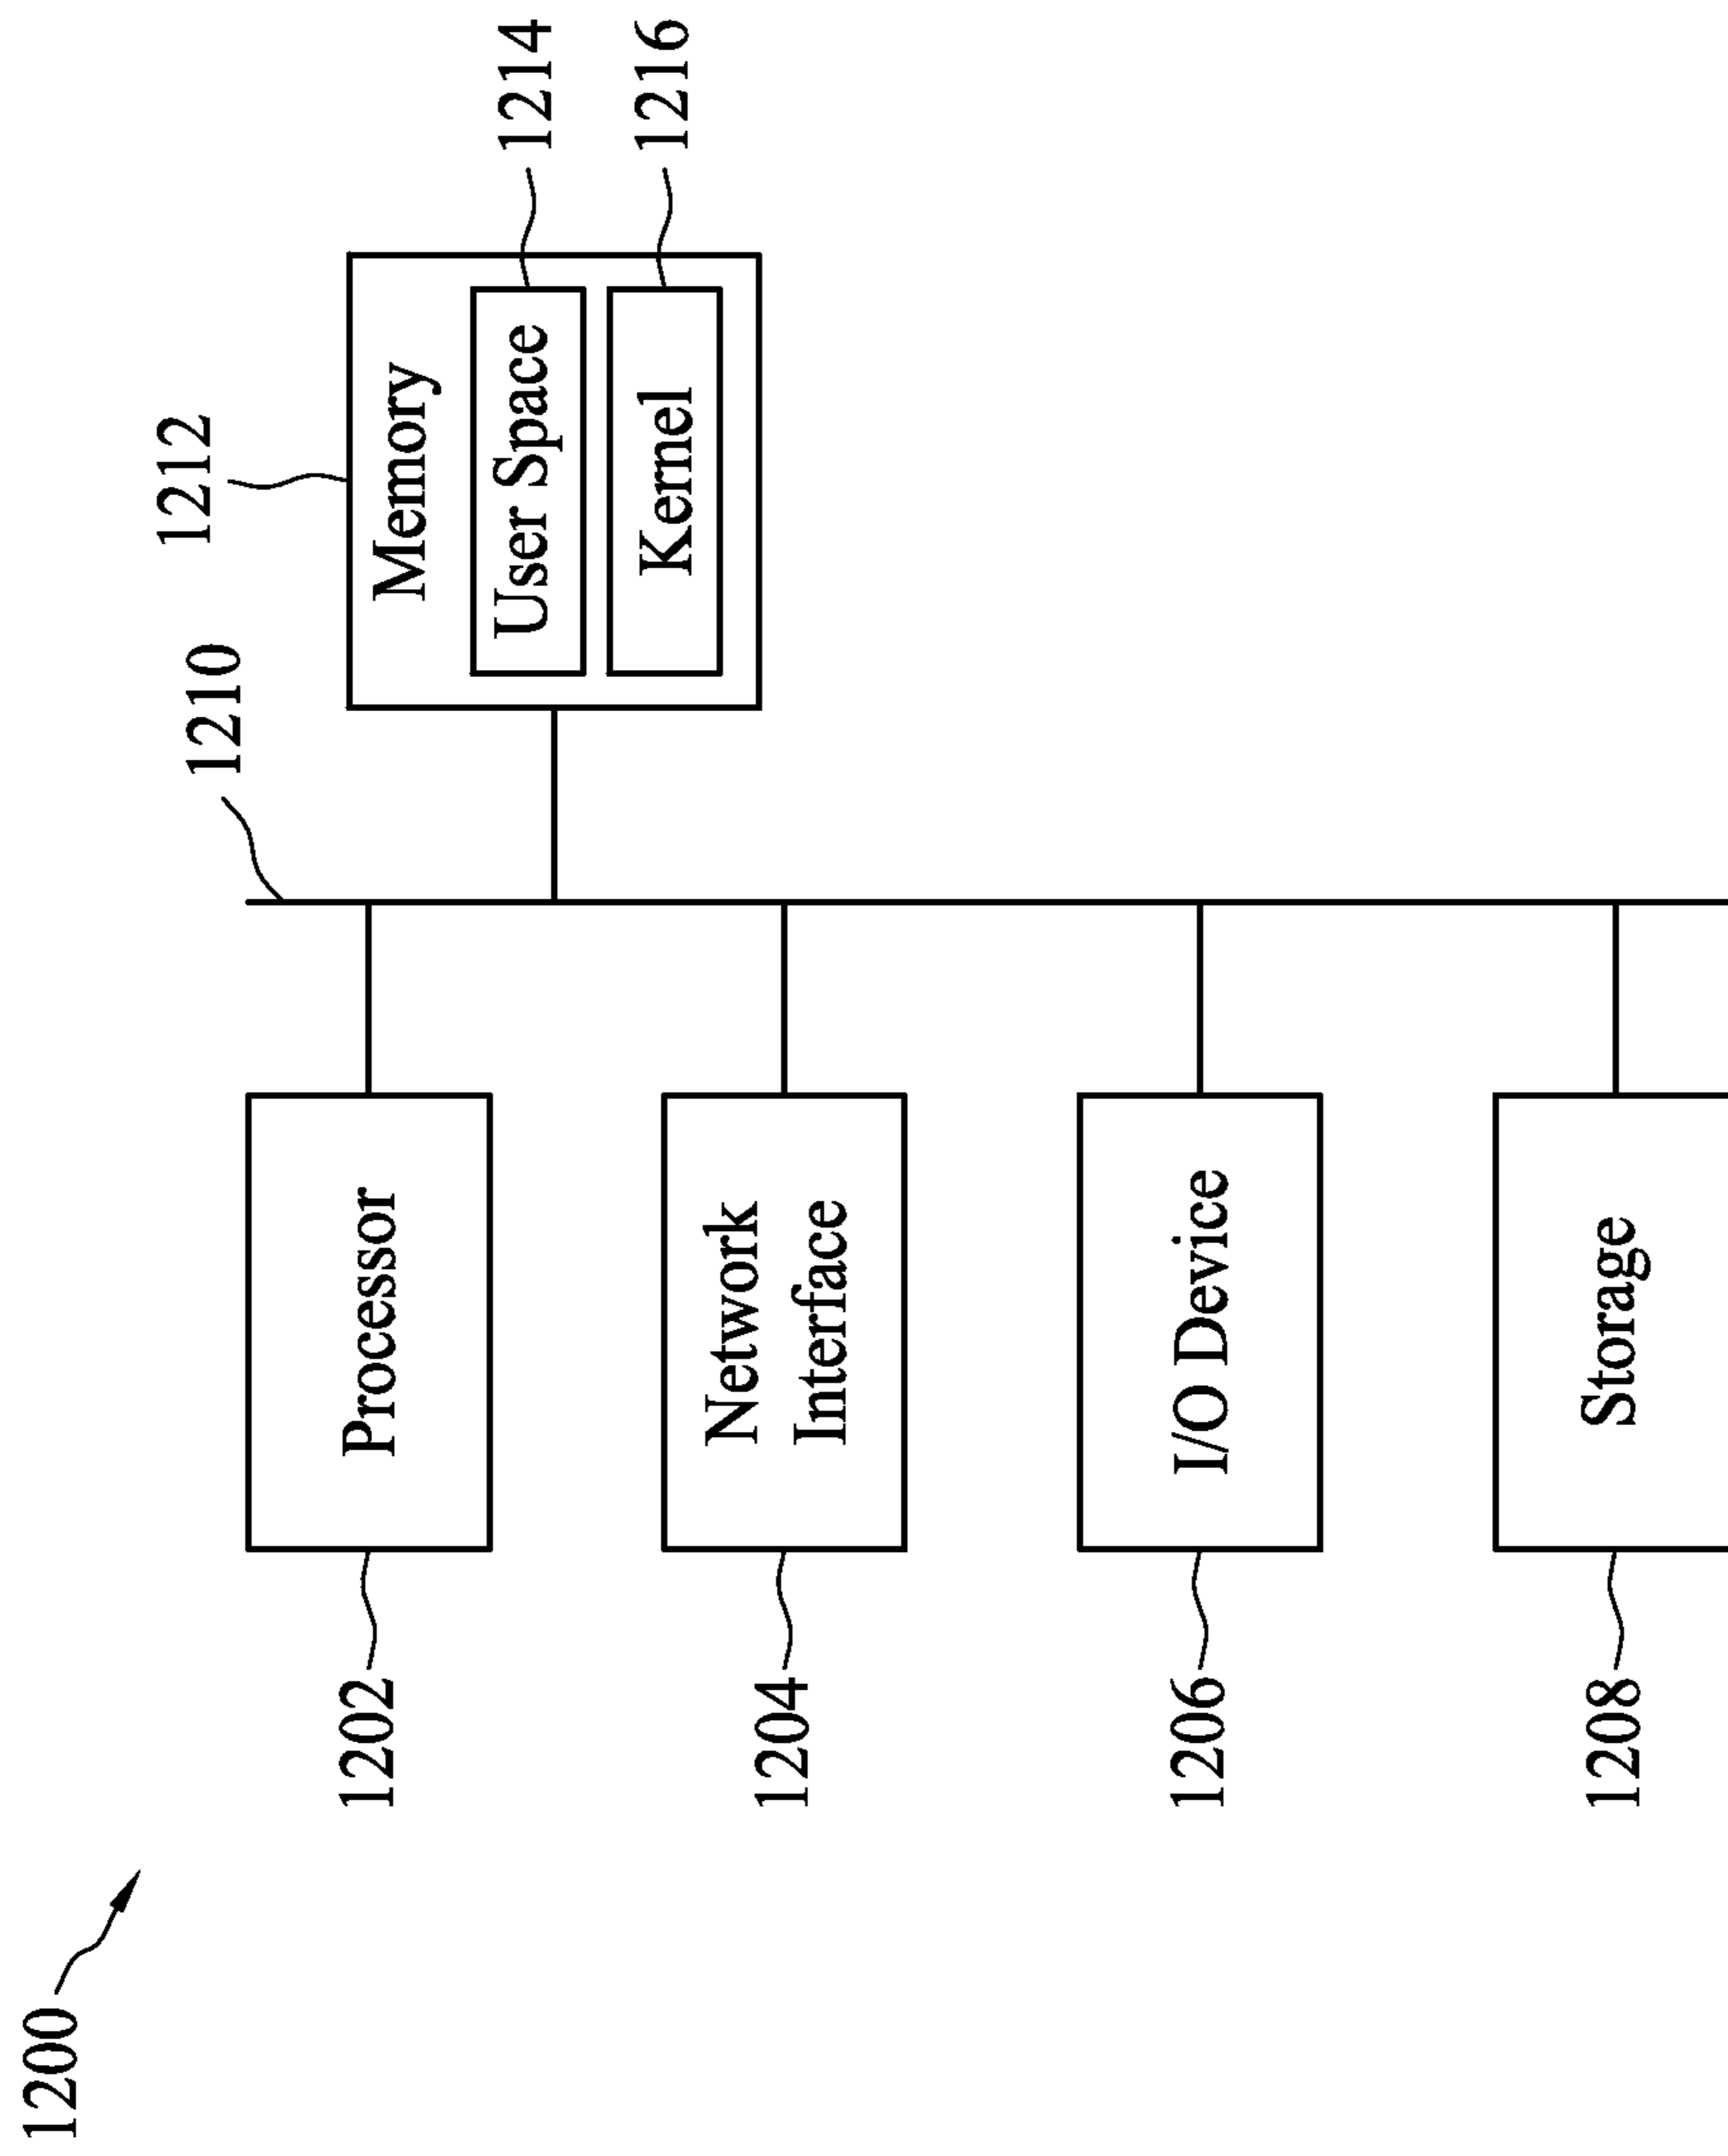 1200
1202
Processor
1210
1212
Memory
User Space
1214
Kernel
1216
1204
Network
Interface
1206
I/O Device
1208
Storage